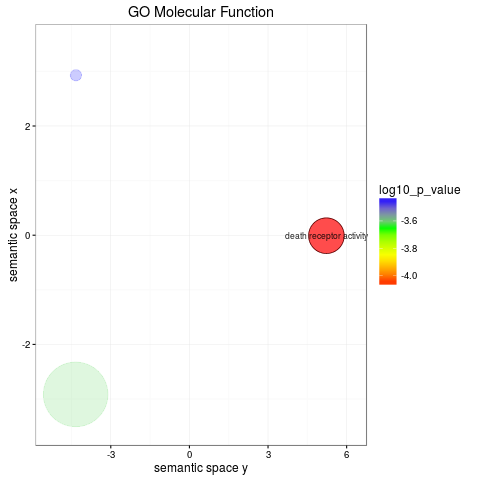 GO Molecular Function
semantic space x
2
0
-2
death receptor activity
-3
0
3
6
semantic space y
log10_p_value
-3.6
-3.8
-4.0